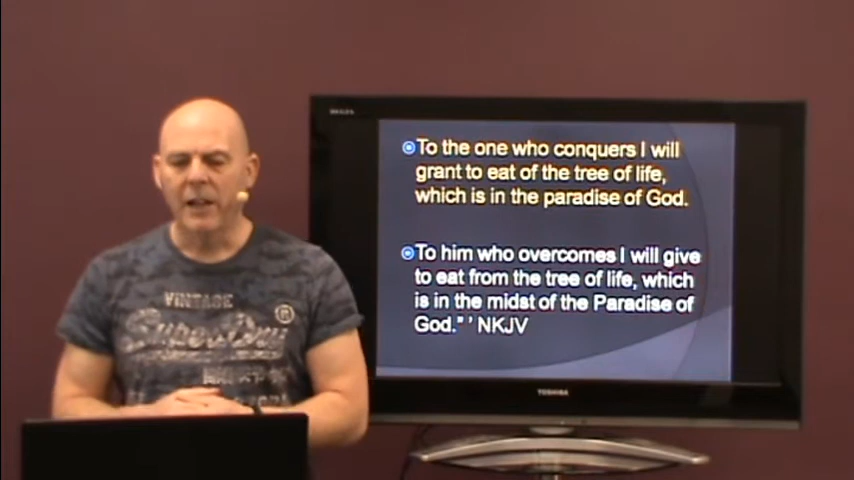 To the one who conquers I will
grant to eat of the tree of life,
which is in the paradise of God.
To him who overcomes I will give
to eat from the tree of life, which
is in the midst of the Paradise of
God." ' NKJV
TOSHIBA
VINTAGE
Superdry